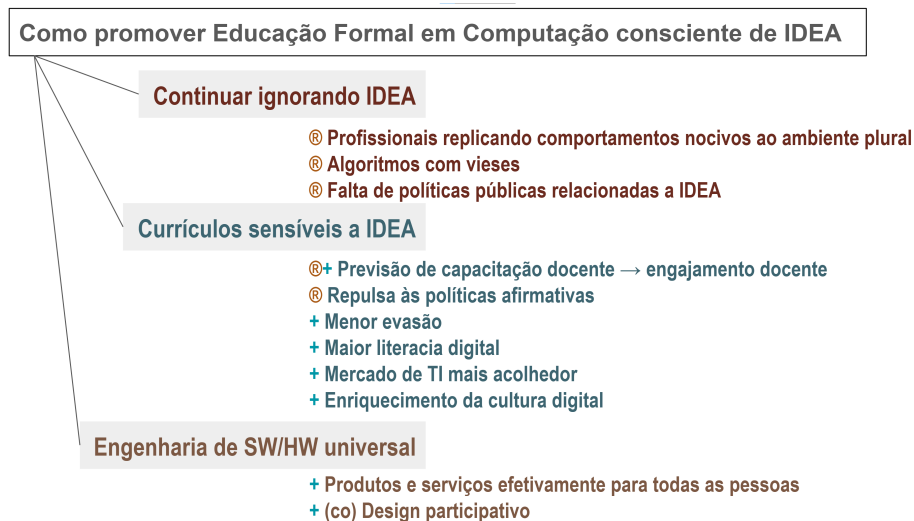 Como promover Educação Formal em Computação consciente de IDEA
Continuar ignorando IDEA
® Profissionais replicando comportamentos nocivos ao ambiente plural
® Algoritmos com vieses
® Falta de políticas públicas relacionadas a IDEA
Currículos sensíveis a IDEA
®+ Previsão de capacitação docente → engajamento docente
® Repulsa às políticas afirmativas
+ Menor evasão
+ Maior literacia digital
+ Mercado de TI mais acolhedor
+ Enriquecimento da cultura digital
Engenharia de SW/HW universal
+ Produtos e serviços efetivamente para todas as pessoas
+ (co) Design participativo